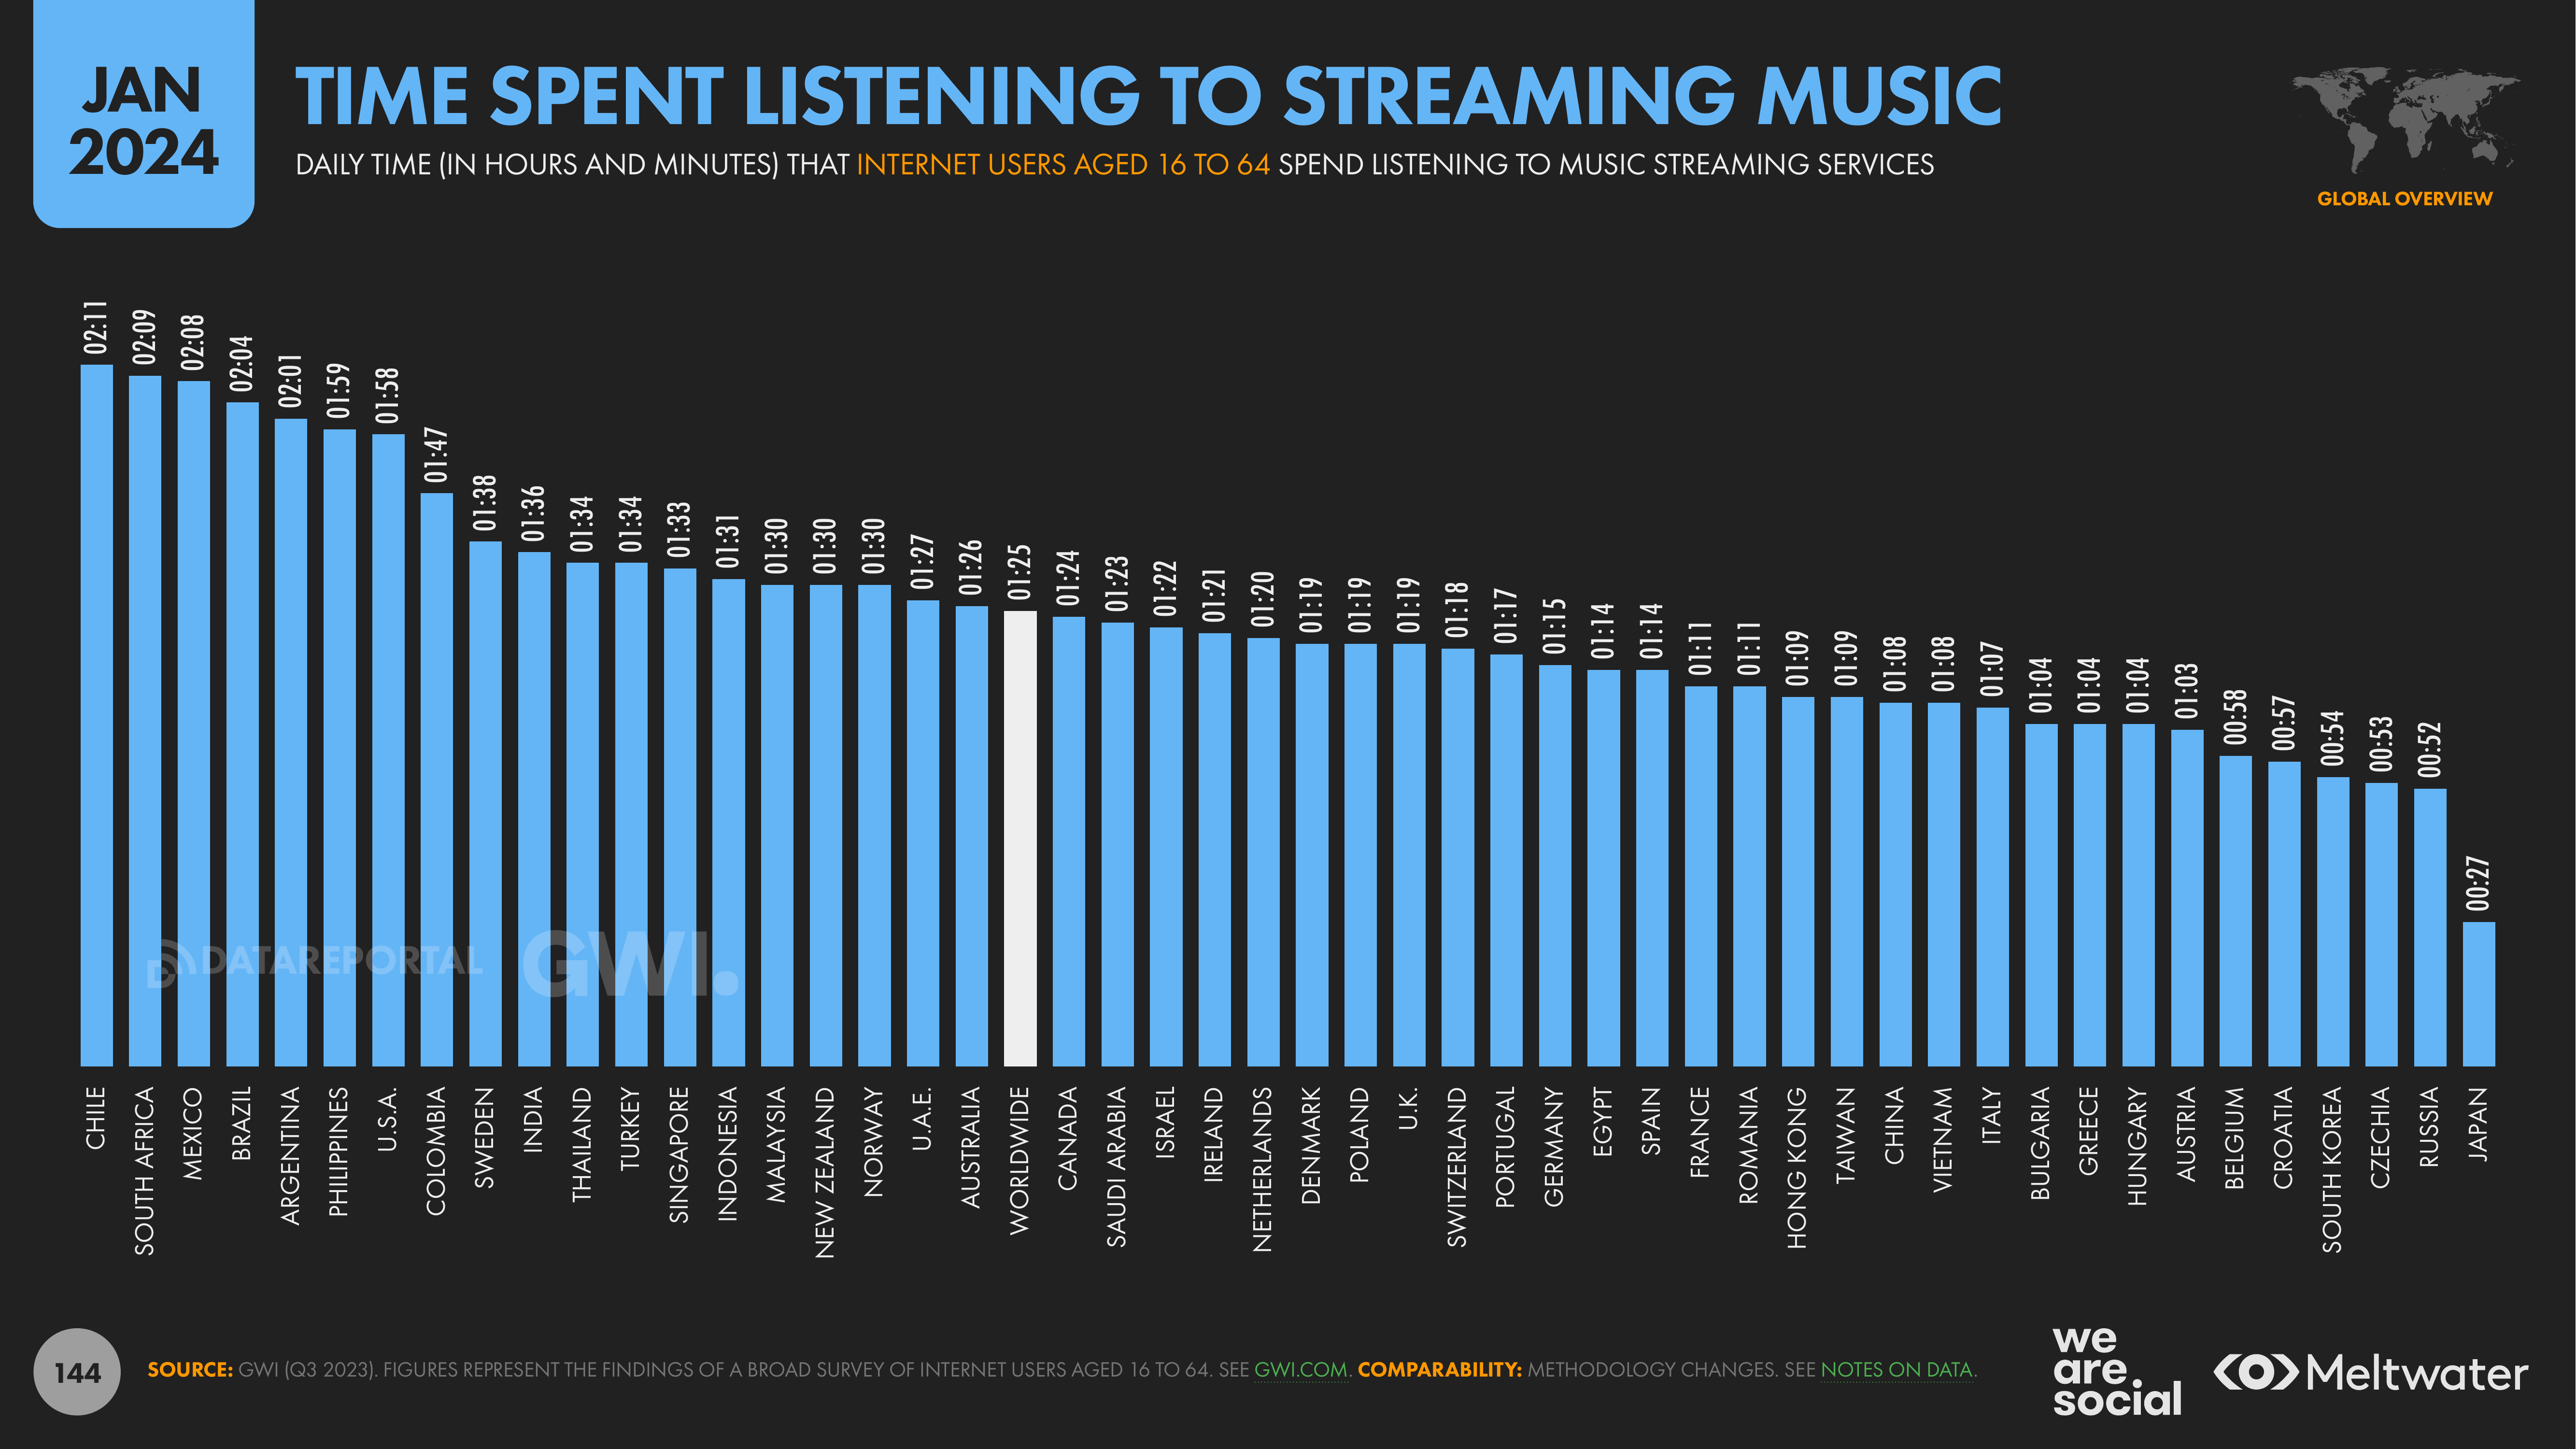 JAN
2024
TIME SPENT LISTENING TO STREAMING MUSIC
DAILY TIME (IN HOURS AND MINUTES) THAT INTERNET USERS AGED 16 TO 64 SPEND LISTENING TO MUSIC STREAMING SERVICES
GLOBAL OVERVIEW
02:11
02:09
02:08
02:04
02:01
01:59
01:58
01:47
01:38
01:36
01:34
01:34
01:33
01:31
01:30
01:30
01:30
01:27
01:26
01:25
01:24
01:23
01:22
01:21
01:20
01:19
01:19
01:19
01:18
01:17
01:15
01:14
01:14
01:11
01:11
01:09
01:09
01:08
01:08
01:07
01:04
01:04
01:04
01:03
00:58
00:57
00:54
00:53
00:52
00:27
DATAREPORTAL
GWI.
CHILE
SOUTH AFRICA
MEXICO
BRAZIL
ARGENTINA
PHILIPPINES
U.S.A.
COLOMBIA
SWEDEN
INDIA
THAILAND
TURKEY
SINGAPORE
INDONESIA
MALAYSIA
NEW ZEALAND
NORWAY
U.A.E.
AUSTRALIA
WORLDWIDE
CANADA
SAUDI ARABIA
ISRAEL
IRELAND
NETHERLANDS
DENMARK
POLAND
U.K.
SWITZERLAND
PORTUGAL
GERMANY
EGYPT
SPAIN
FRANCE
ROMANIA
HONG KONG
TAIWAN
CHINA
VIETNAM
ITALY
BULGARIA
GREECE
HUNGARY
AUSTRIA
BELGIUM
CROATIA
SOUTH KOREA
CZECHIA
RUSSIA
JAPAN
144
SOURCE: GWI (Q3 2023). FIGURES REPRESENT THE FINDINGS OF A BROAD SURVEY OF INTERNET USERS AGED 16 TO 64. SEE GWI.COM. COMPARABILITY: METHODOLOGY CHANGES. SEE NOTES ON DATA.
we
are
social
Meltwater